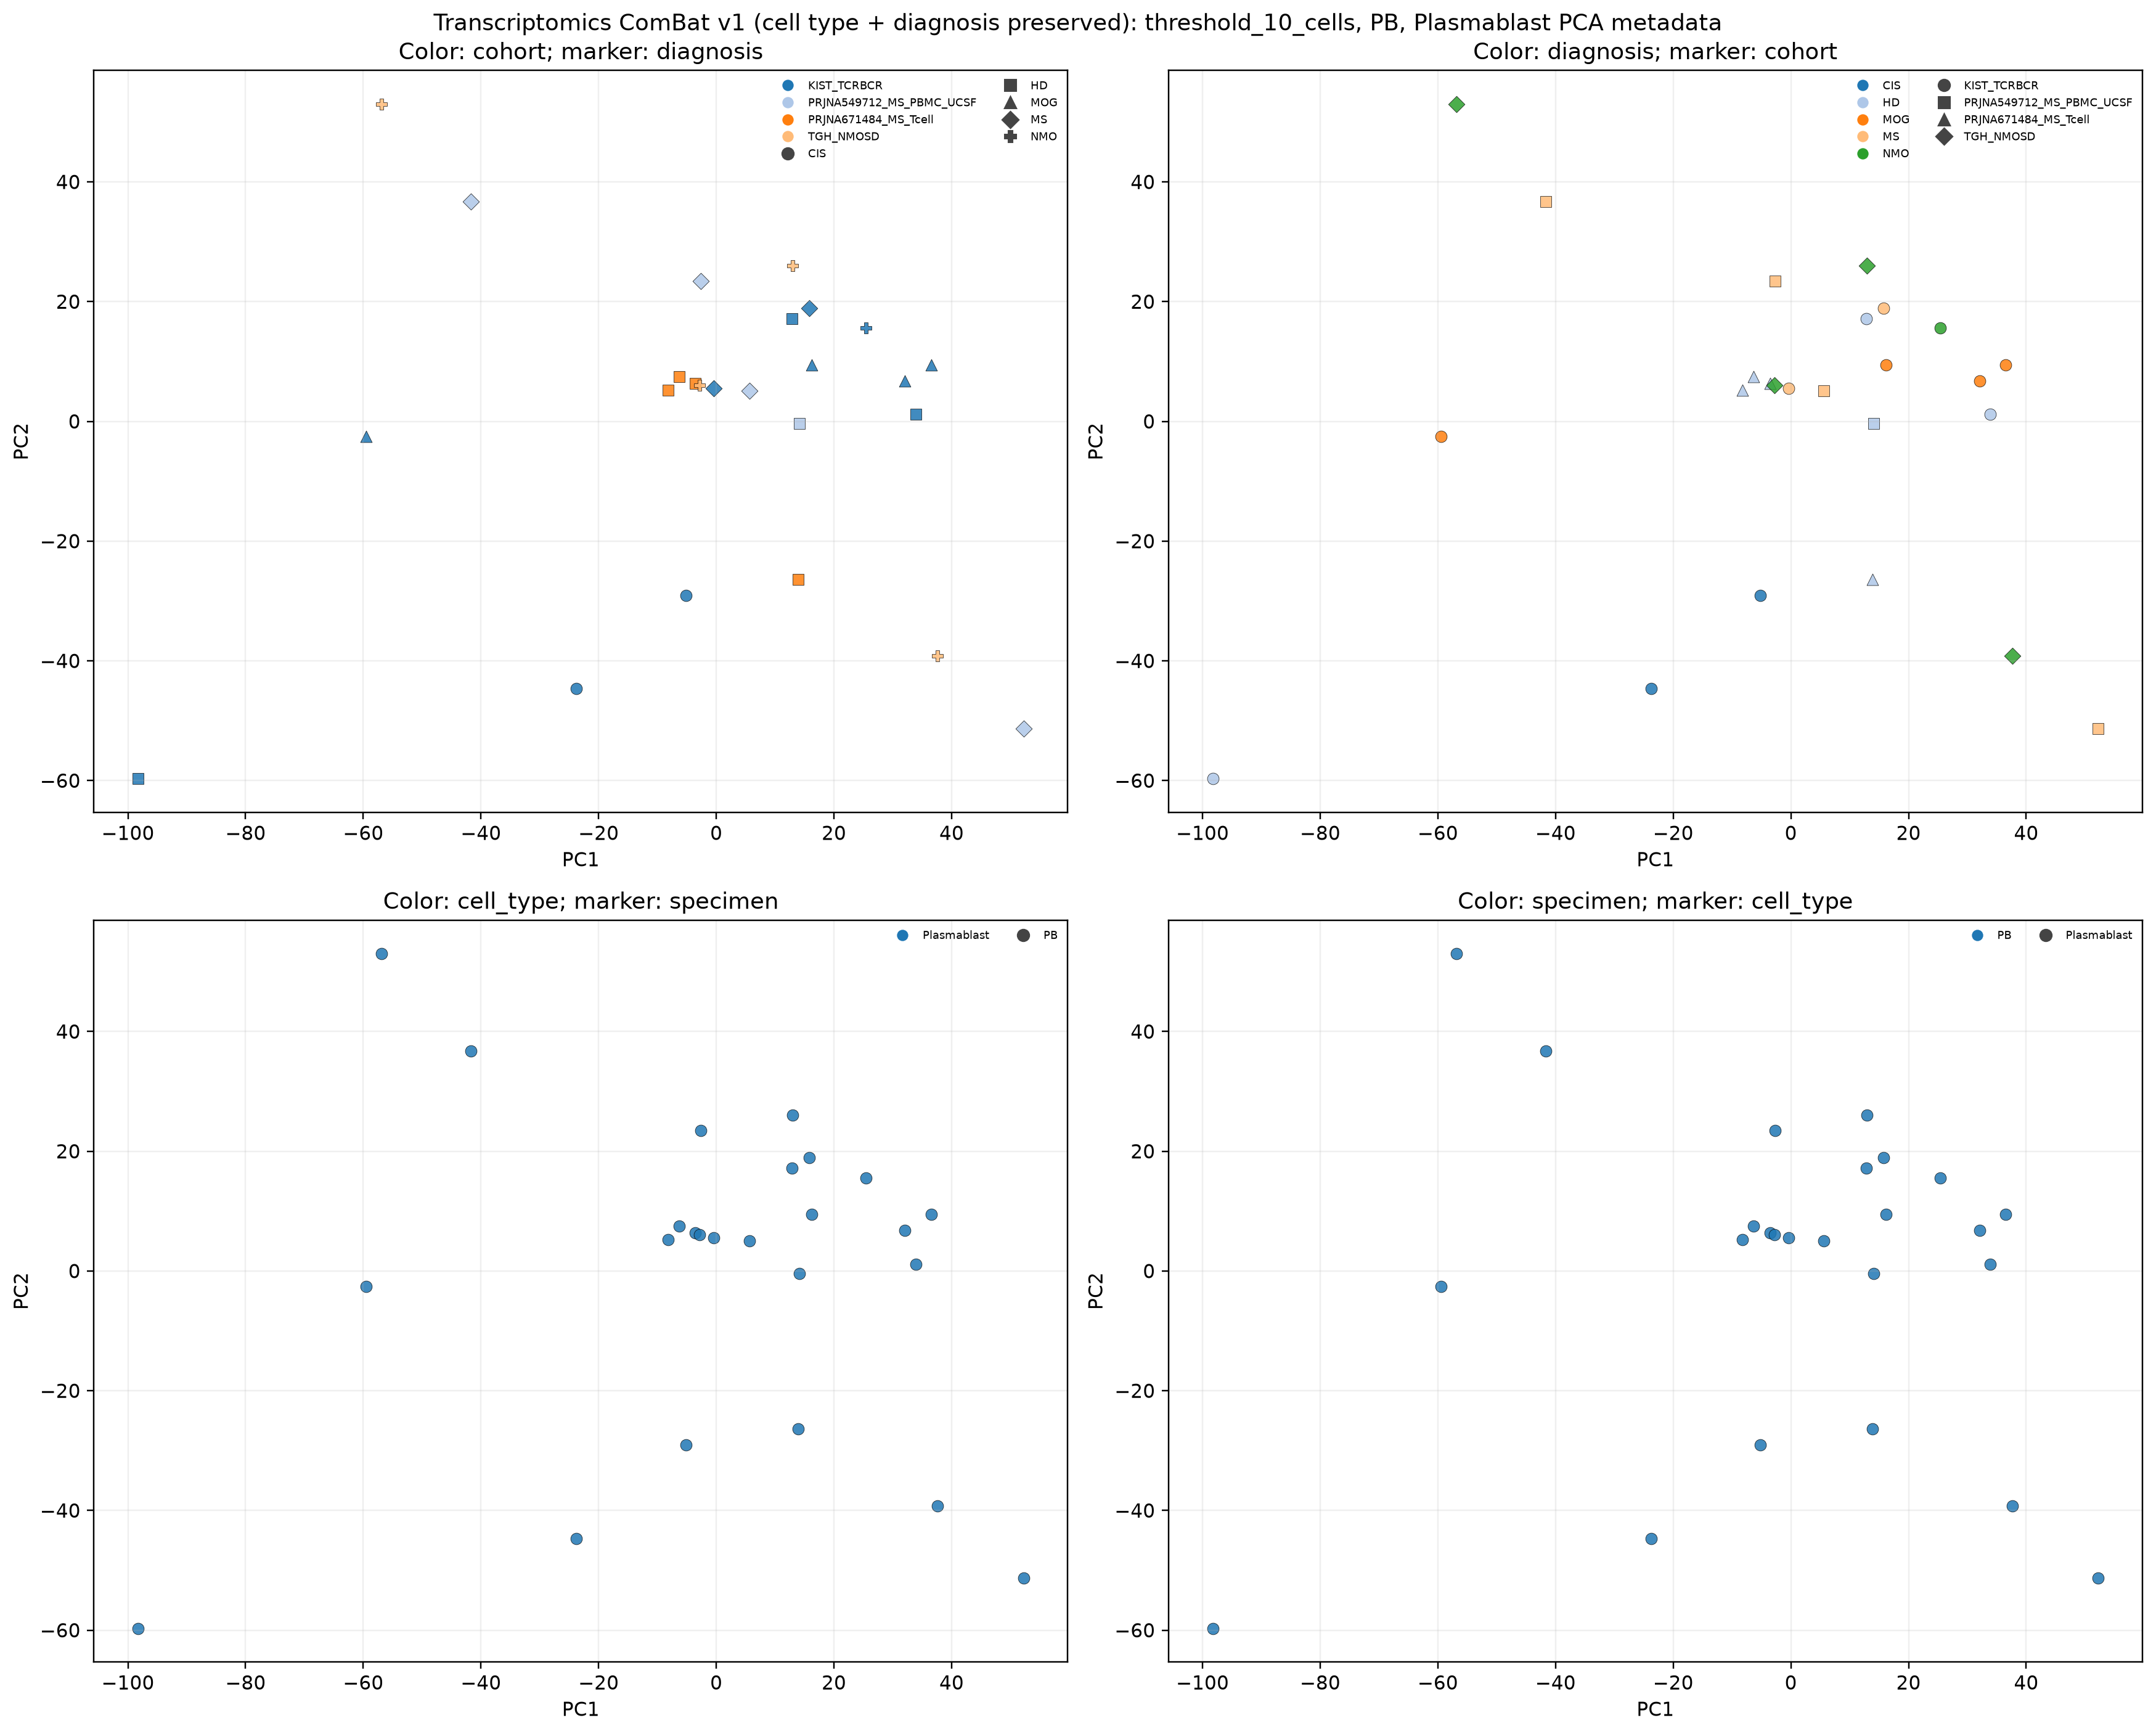 Transcriptomics ComBat v1 (cell type + diagnosis preserved): threshold_10_cells, PB, Plasmablast PCA metadata
Color: cohort; marker: diagnosis
KIST_TCRBCR
PRJNA549712_MS_PBMC_UCSF
PRJNA671484_MS_Tcell
TGH_NMOSD
CIS
HD
MOG
MS
NMO
40
20
0
−20
−40
−60
PC2
−100 −80 −60 −40 −20 0 20 40
PC1
Color: diagnosis; marker: cohort
CIS
HD
MOG
MS
NMO
KIST_TCRBCR
PRJNA549712_MS_PBMC_UCSF
PRJNA671484_MS_Tcell
TGH_NMOSD
40
20
0
−20
−40
−60
PC2
−100 −80 −60 −40 −20 0 20 40
PC1
Color: cell_type; marker: specimen
Plasmablast PB
40
20
0
−20
−40
−60
PC2
−100 −80 −60 −40 −20 0 20 40
PC1
Color: specimen; marker: cell_type
PB Plasmablast
40
20
0
−20
−40
−60
PC2
−100 −80 −60 −40 −20 0 20 40
PC1